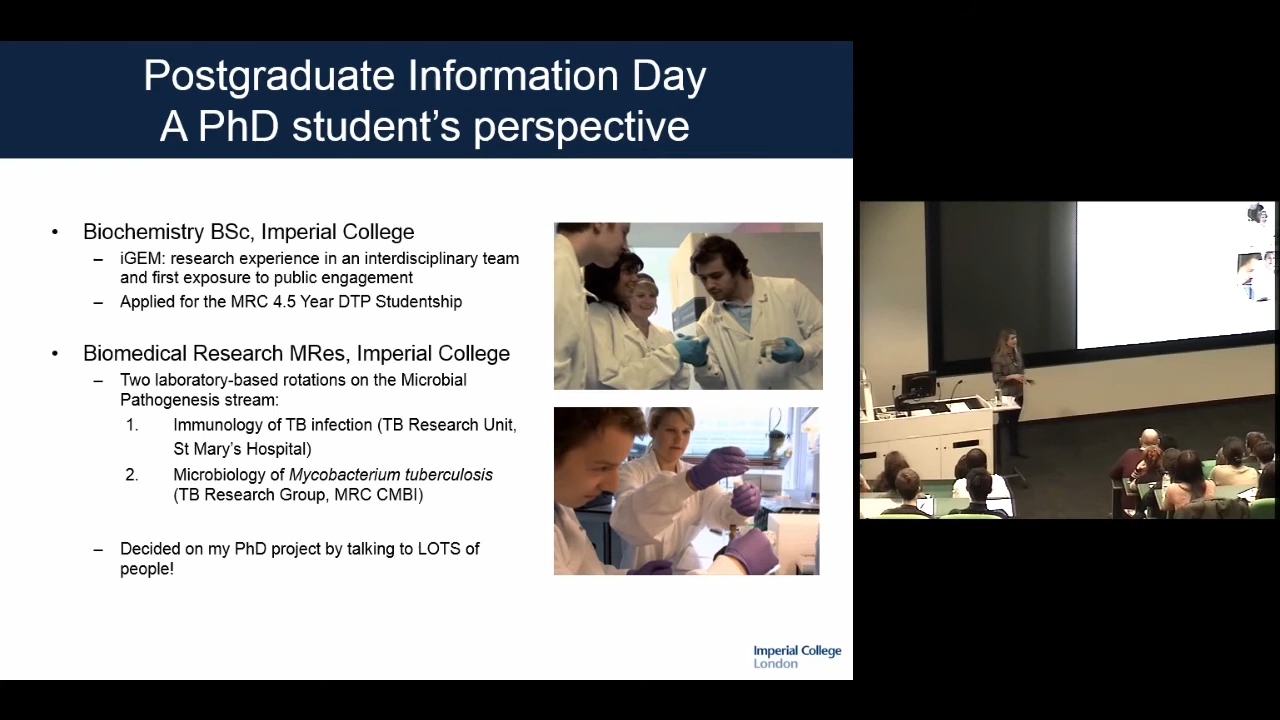 Postgraduate Information Day
A PhD student's perspective
• Biochemistry BSc, Imperial College
– iGEM: research experience in an interdisciplinary team
and first exposure to public engagement
– Applied for the MRC 4.5 Year DTP Studentship
• Biomedical Research MRes, Imperial College
– Two laboratory-based rotations on the Microbial
Pathogenesis stream:
1. Immunology of TB infection (TB Research Unit,
St Mary's Hospital)
2. Microbiology of Mycobacterium tuberculosis
(TB Research Group, MRC CMBI)
– Decided on my PhD project by talking to LOTS of
people!
Imperial College
London